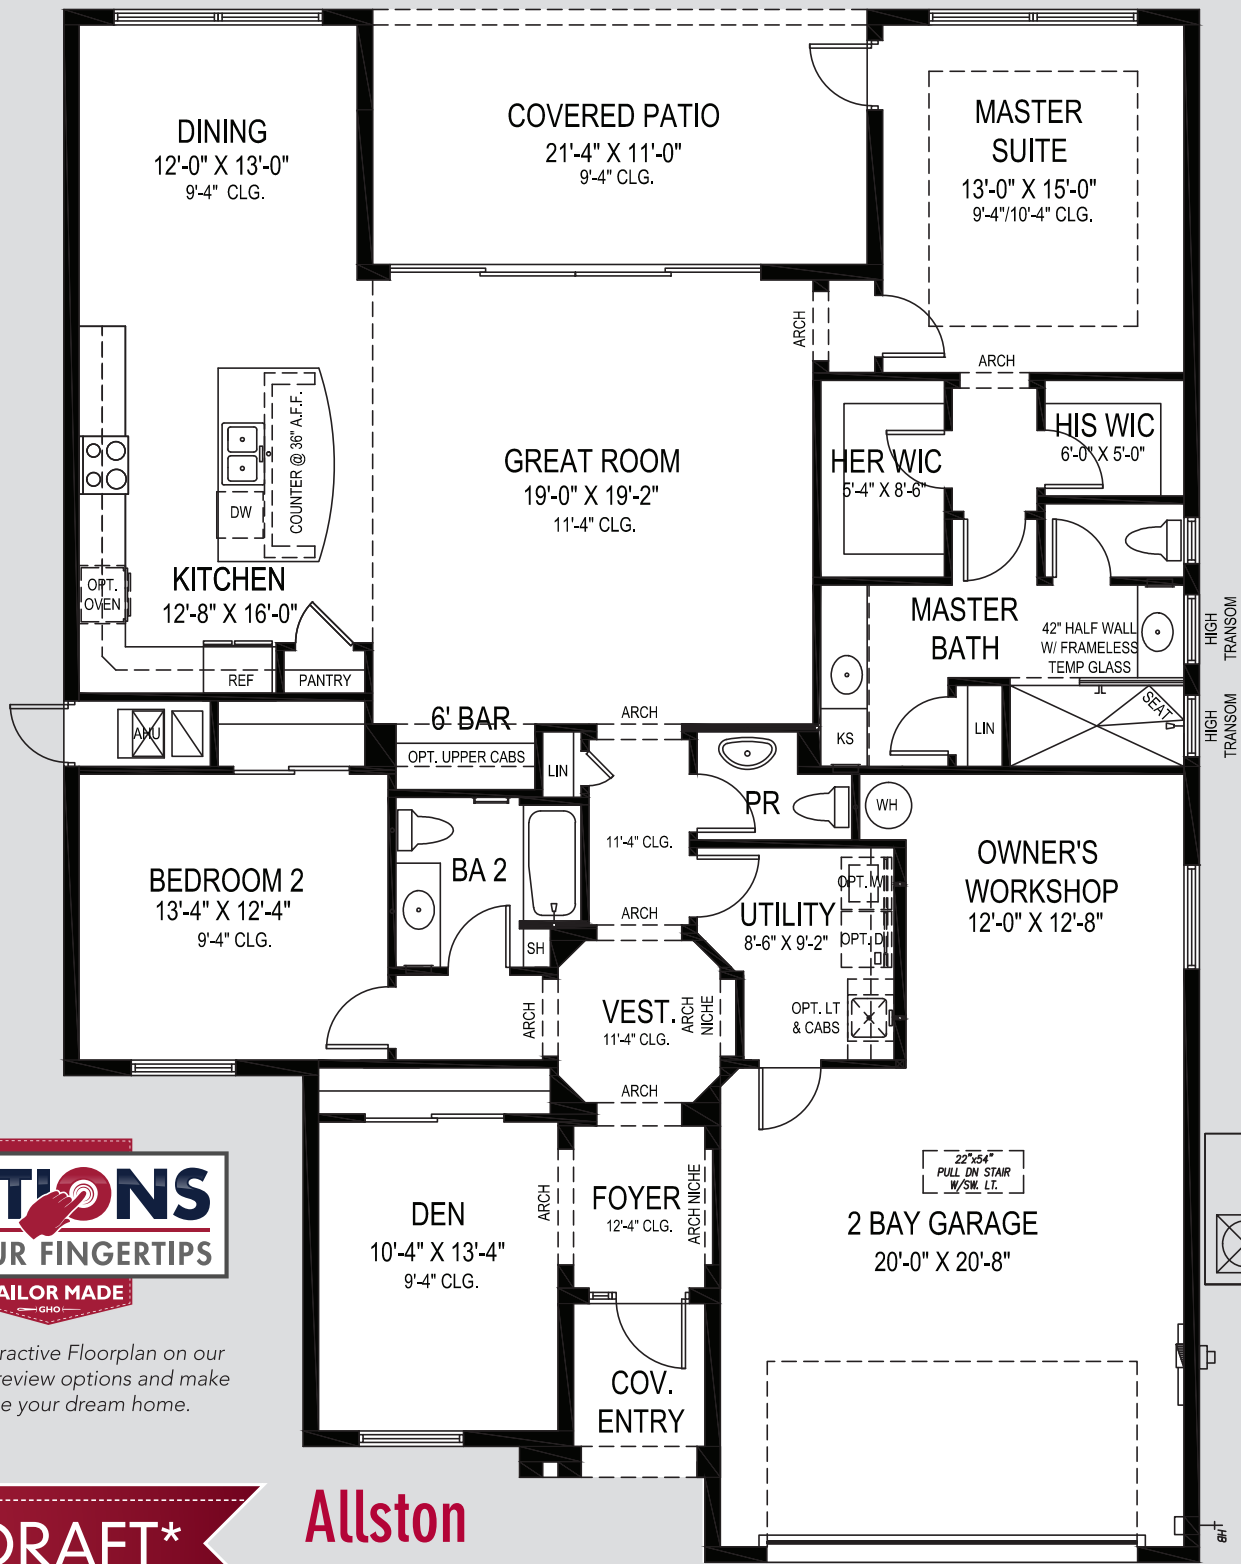 DINING
12'-0" X 13'-0"
9'-4" CLG.
COVERED PATIO
21'-4" X 11'-0"
9'-4" CLG.
MASTER
SUITE
13'-0" X 15'-0"
9'-4"/10'-4" CLG.
ARCH
ARCH
HER WIC
5'-4" X 8'-6"
HIS WIC
6'-0" X 5'-0"
GREAT ROOM
19'-0" X 19'-2"
11'-4" CLG.
COUNTER @ 36" A.F.F.
DW
OPT.
OVEN
KITCHEN
12'-8" X 16'-0"
REF
PANTRY
MASTER
BATH
42" HALF WALL
W/ FRAMELESS
TEMP GLASS
HIGH
TRANSOM
HIGH
TRANSOM
SEAT
LIN
KS
AHU
6' BAR
OPT. UPPER CABS
LIN
ARCH
PR
WH
11'-4" CLG.
BEDROOM 2
13'-4" X 12'-4"
9'-4" CLG.
BA 2
SH
ARCH
UTILITY
8'-6" X 9'-2"
OPT. W
OPT. D
OPT. LT
& CABS
OWNER'S
WORKSHOP
12'-0" X 12'-8"
ARCH
VEST.
11'-4" CLG.
ARCH
NICHE
ARCH
DEN
10'-4" X 13'-4"
9'-4" CLG.
ARCH
FOYER
12'-4" CLG.
ARCH NICHE
22"x54"
PULL DN STAIR
W/SW. LT.
2 BAY GARAGE
20'-0" X 20'-8"
COV.
ENTRY
HB
TIONS
UR FINGERTIPS
AILOR MADE
GHO
ractive Floorplan on our
review options and make
e your dream home.
DRAFT*
Allston